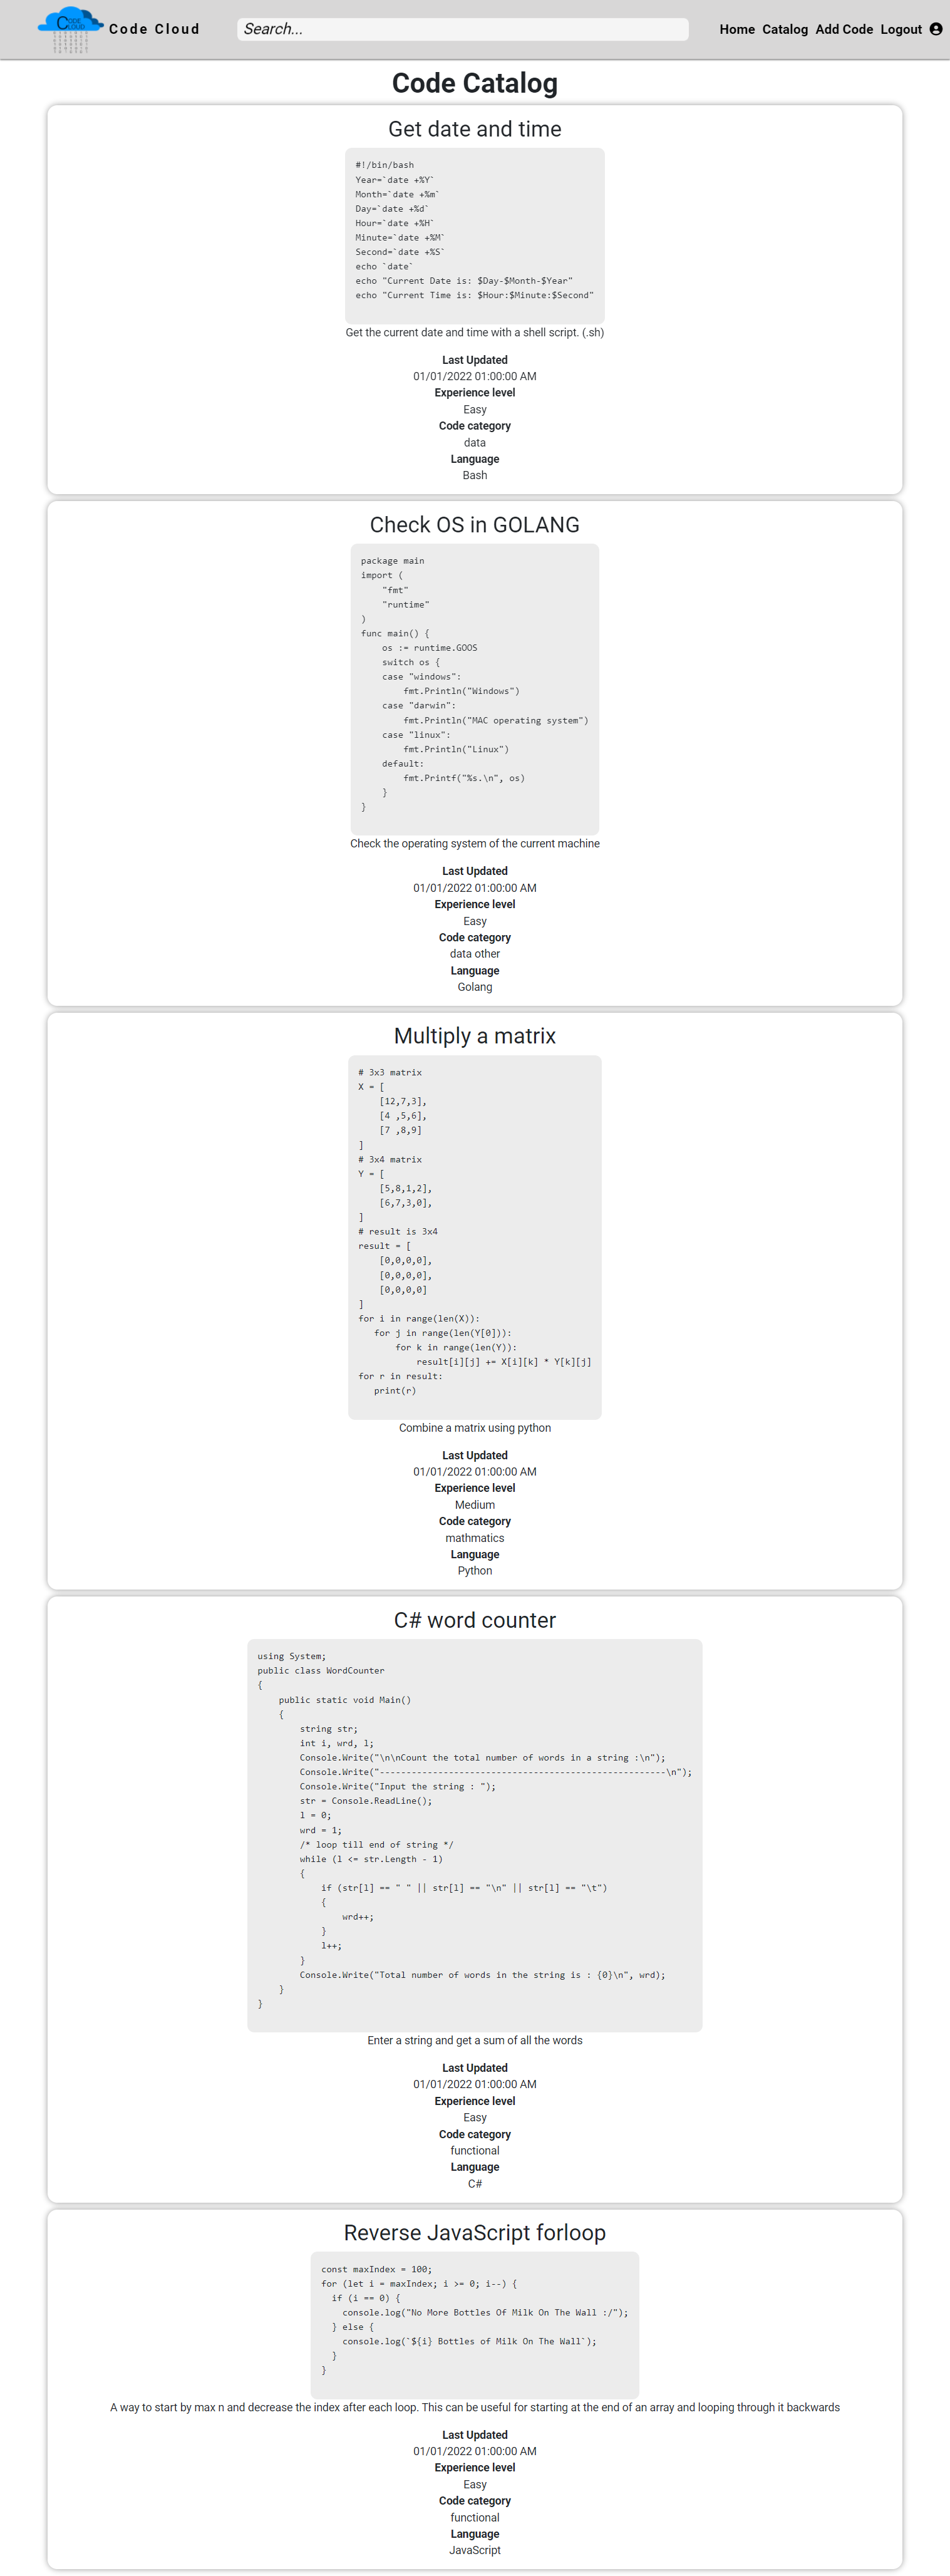 CODE CLOUD
Code Cloud
Search...
Home Catalog Add Code Logout
Code Catalog
Get date and time
#!/bin/bash
Year=`date +%Y`
Month=`date +%m`
Day=`date +%d`
Hour=`date +%H`
Minute=`date +%M`
Second=`date +%S`
echo `date`
echo "Current Date is: $Day-$Month-$Year"
echo "Current Time is: $Hour:$Minute:$Second"
Get the current date and time with a shell script. (.sh)
Last Updated
01/01/2022 01:00:00 AM
Experience level
Easy
Code category
data
Language
Bash
Check OS in GOLANG
package main
import (
    "fmt"
    "runtime"
)
func main() {
    os := runtime.GOOS
    switch os {
    case "windows":
        fmt.Println("Windows")
    case "darwin":
        fmt.Println("MAC operating system")
    case "linux":
        fmt.Println("Linux")
    default:
        fmt.Printf("%s.\n", os)
    }
}
Check the operating system of the current machine
Last Updated
01/01/2022 01:00:00 AM
Experience level
Easy
Code category
data other
Language
Golang
Multiply a matrix
# 3x3 matrix
X = [
    [12,7,3],
    [4 ,5,6],
    [7 ,8,9]
]
# 3x4 matrix
Y = [
    [5,8,1,2],
    [6,7,3,0],
]
# result is 3x4
result = [
    [0,0,0,0],
    [0,0,0,0],
    [0,0,0,0]
]
for i in range(len(X)):
   for j in range(len(Y[0])):
       for k in range(len(Y)):
           result[i][j] += X[i][k] * Y[k][j]
for r in result:
   print(r)
Combine a matrix using python
Last Updated
01/01/2022 01:00:00 AM
Experience level
Medium
Code category
mathmatics
Language
Python
C# word counter
using System;
public class WordCounter
{
    public static void Main()
    {
        string str;
        int i, wrd, l;
        Console.Write("\n\nCount the total number of words in a string :\n");
        Console.Write("------------------------------------------------------\n");
        Console.Write("Input the string : ");
        str = Console.ReadLine();
        l = 0;
        wrd = 1;
        /* loop till end of string */
        while (l <= str.Length - 1)
        {
            if (str[l] == " " || str[l] == "\n" || str[l] == "\t")
            {
                wrd++;
            }
            l++;
        }
        Console.Write("Total number of words in the string is : {0}\n", wrd);
    }
}
Enter a string and get a sum of all the words
Last Updated
01/01/2022 01:00:00 AM
Experience level
Easy
Code category
functional
Language
C#
Reverse JavaScript forloop
const maxIndex = 100;
for (let i = maxIndex; i >= 0; i--) {
  if (i == 0) {
    console.log("No More Bottles Of Milk On The Wall :/");
  } else {
    console.log(`${i} Bottles of Milk On The Wall`);
  }
}
A way to start by max n and decrease the index after each loop. This can be useful for starting at the end of an array and looping through it backwards
Last Updated
01/01/2022 01:00:00 AM
Experience level
Easy
Code category
functional
Language
JavaScript